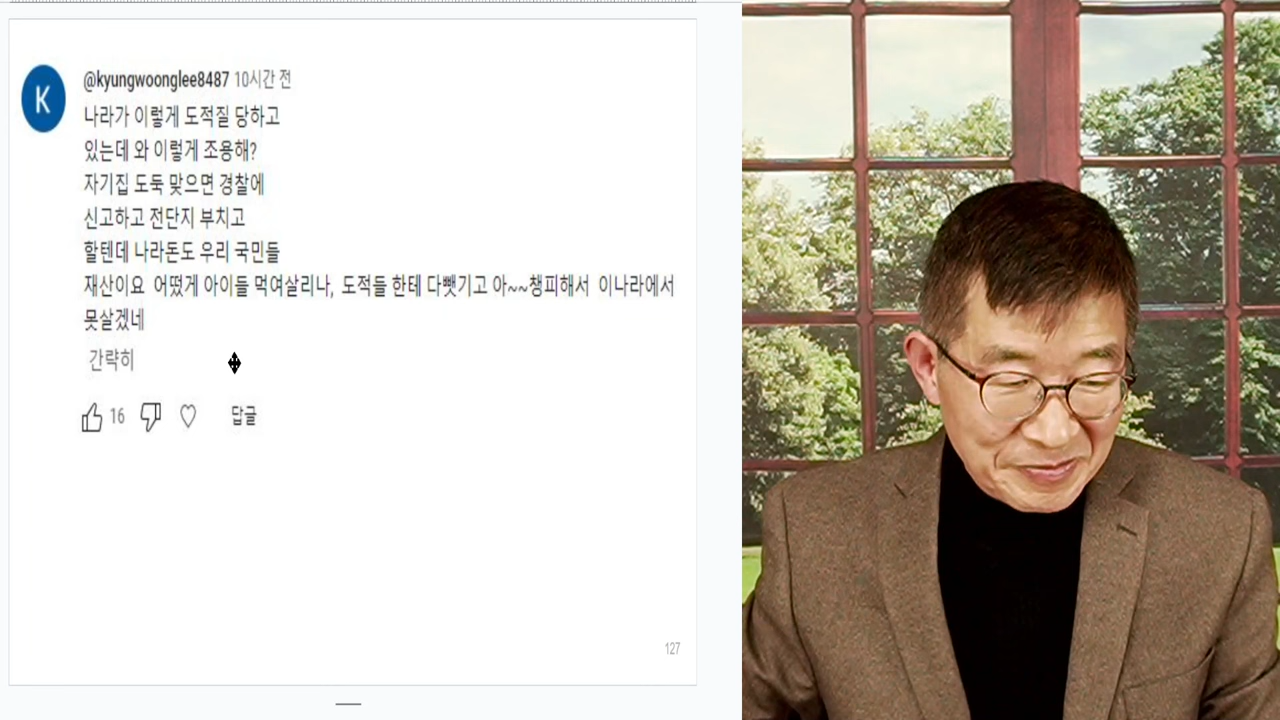 K
@kyungwoonglee8487 10시간 전
나라가 이렇게 도적질 당하고
있는데 와 이렇게 조용해?
자기집 도둑 맞으면 경찰에
신고하고 전단지 부치고
할텐데 나라돈도 우리 국민들
재산이요 어떴게 아이들 먹여살리나, 도적들 한테 다뺏기고 아~~챙피해서 이나라에서
못살겠네
간략히
16 답글
127